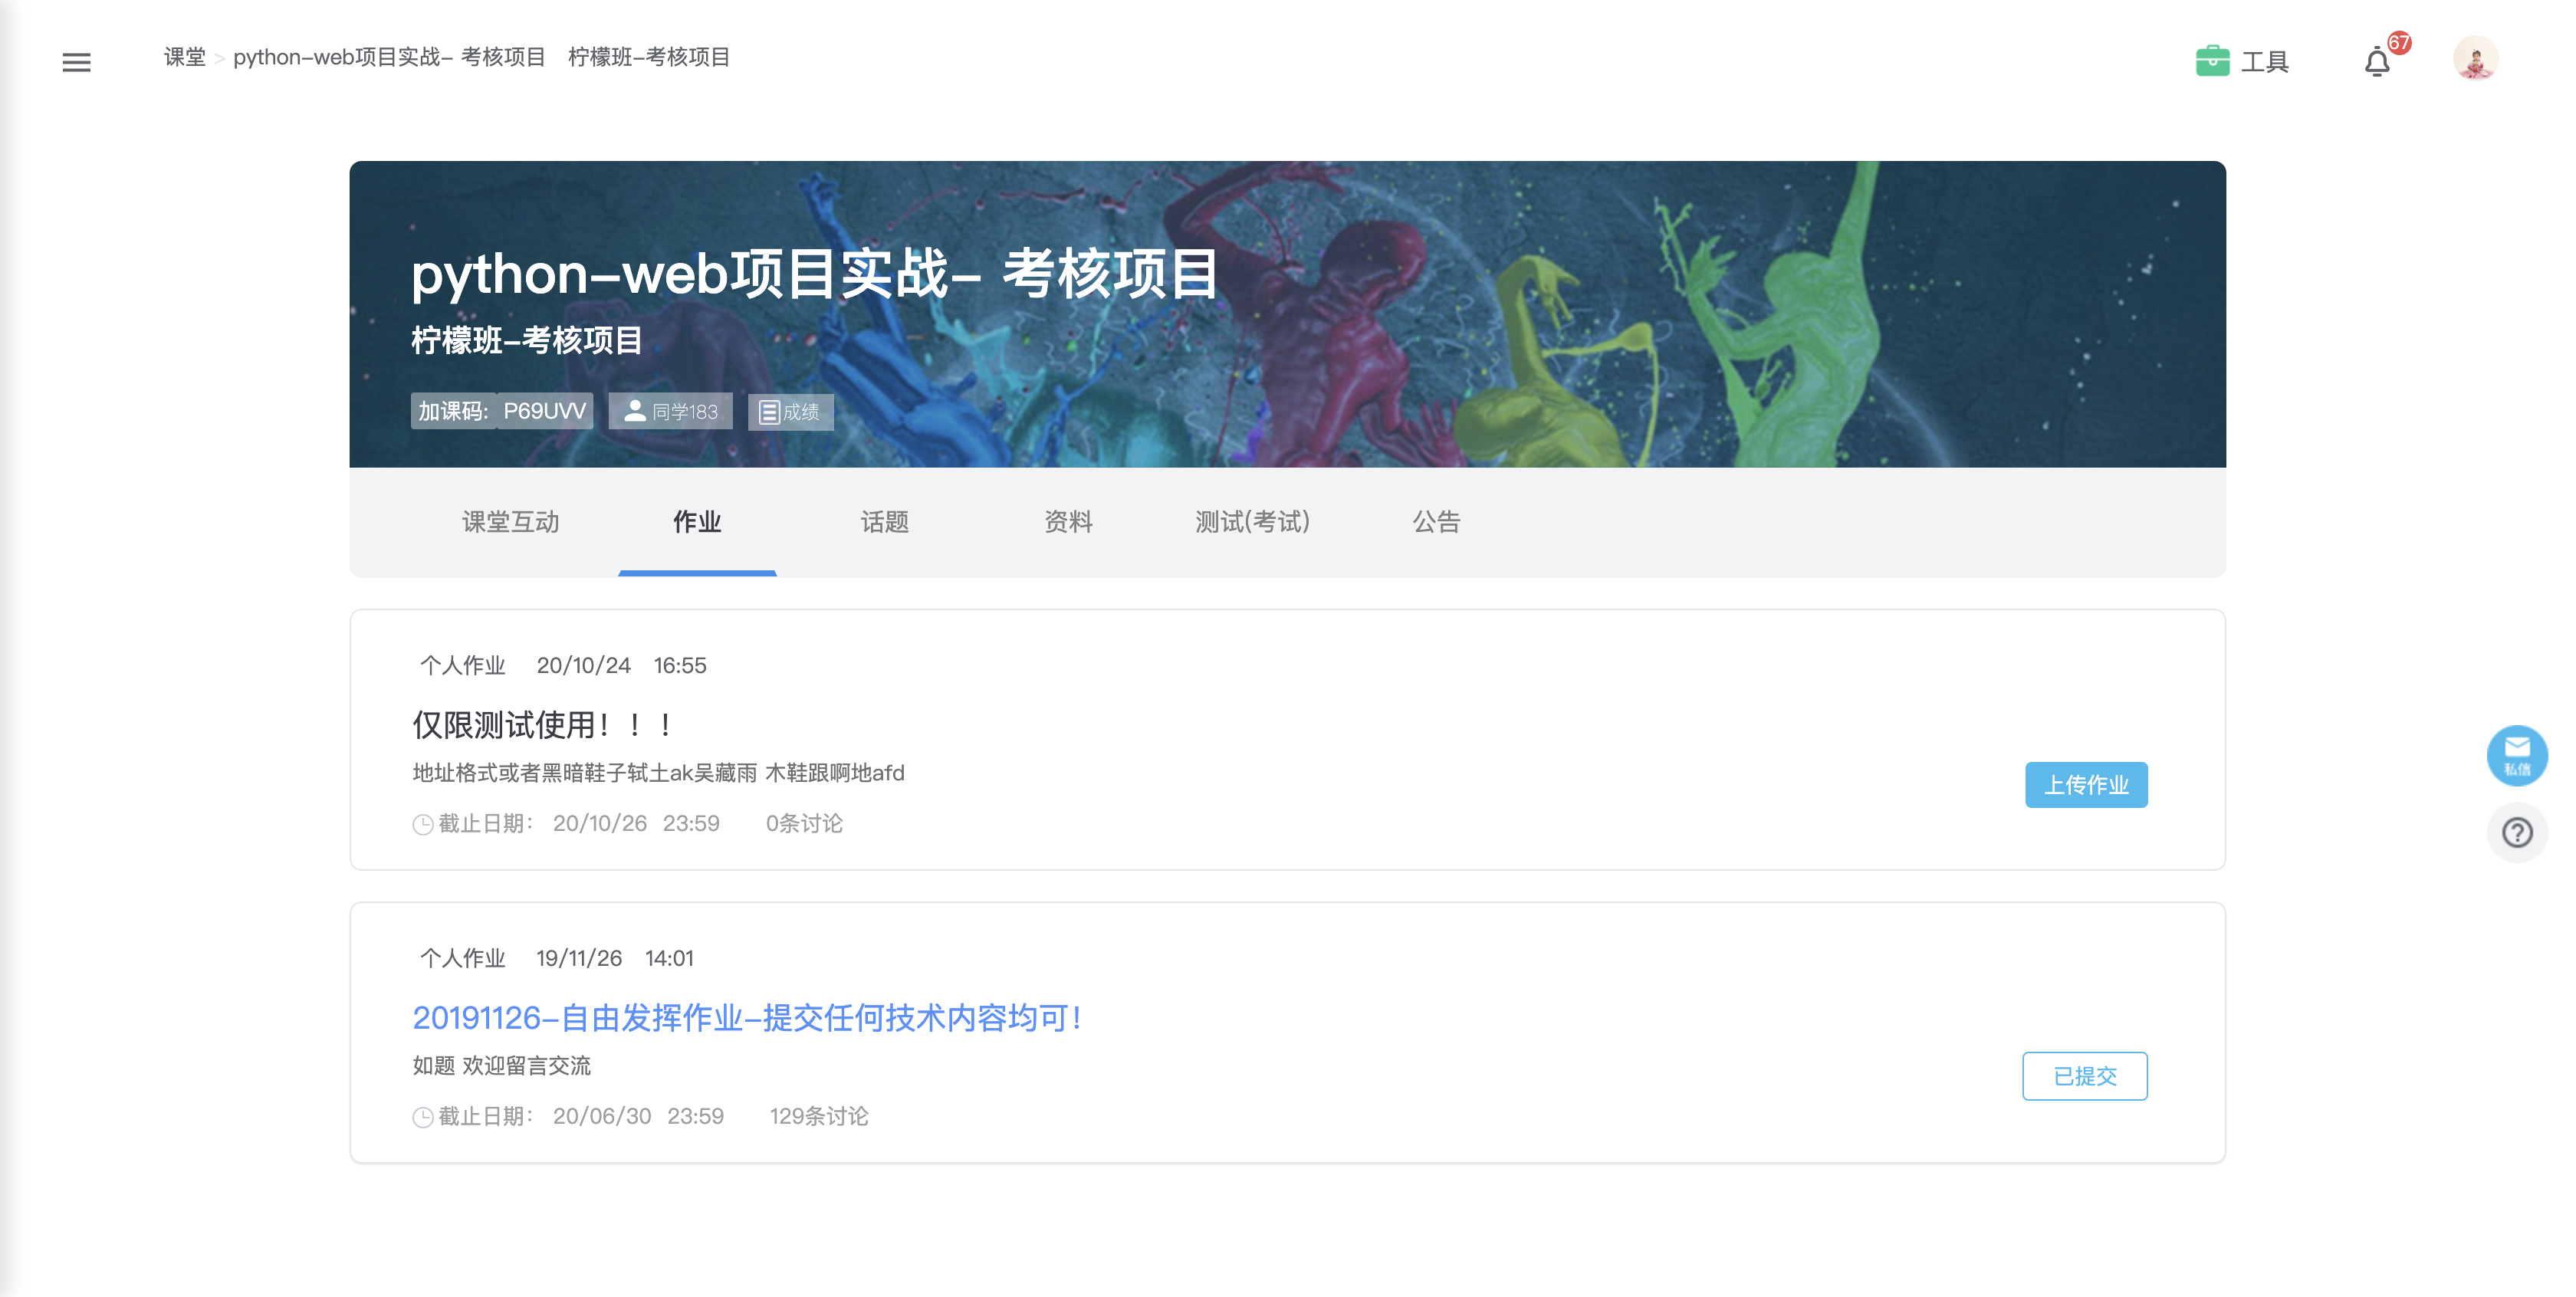 课堂 > python-web项目实战- 考核项目 柠檬班-考核项目
工具
67
python-web项目实战- 考核项目
柠檬班-考核项目
加课码: P69UVV 同学183 成绩
课堂互动 作业 话题 资料 测试(考试) 公告
个人作业 20/10/24 16:55
仅限测试使用！！！
地址格式或者黑暗鞋子轼土ak吴藏雨 木鞋跟啊地afd
上传作业
截止日期： 20/10/26 23:59 0条讨论
私信
个人作业 19/11/26 14:01
20191126-自由发挥作业-提交任何技术内容均可！
如题 欢迎留言交流
已提交
截止日期： 20/06/30 23:59 129条讨论